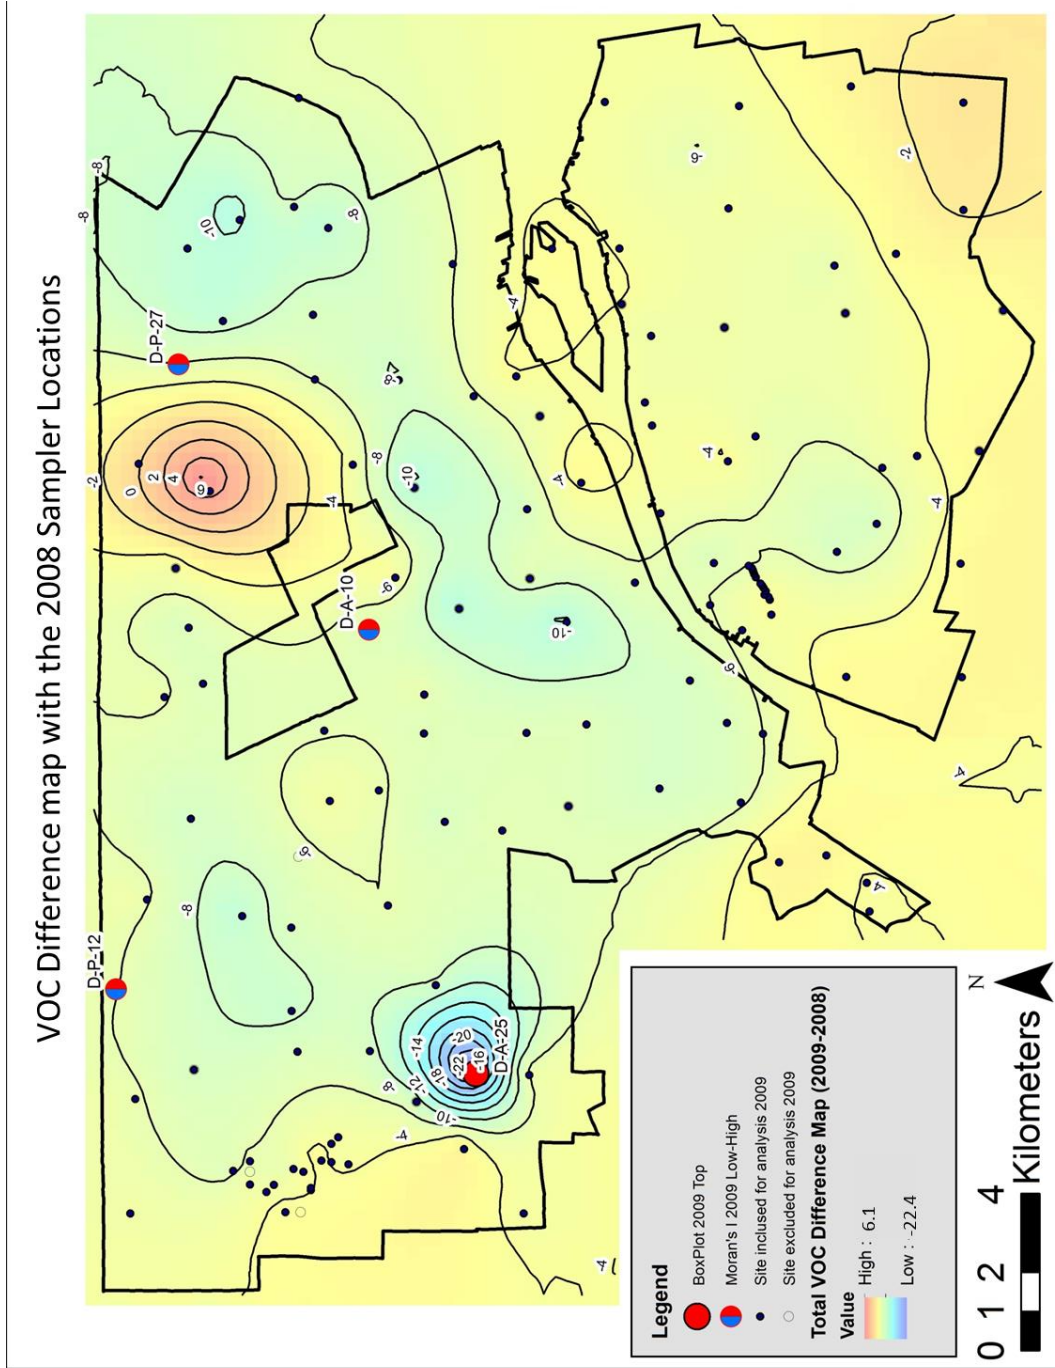 VOC Difference map with the 2008 Sampler Locations
-8
-2
D-P-12
-8
0
2
D-P-27
4
-8
6
-10
-6
-4
D-A-10
-8
-8
-6
-8
-8
-4
-10
-12
-14
-18
-10
-22
-20
-16
D-A-25
-4
-4
-10
-4
-6
-4
-6
-4
-2
-4
-4
Legend
BoxPlot 2009 Top
Moran's I 2009 Low-High
Site inclused for analysis 2009
Site excluded for analysis 2009
Total VOC Difference Map (2009-2008)
Value
High : 6.1
Low : -22.4
N
0 1 2 4
Kilometers